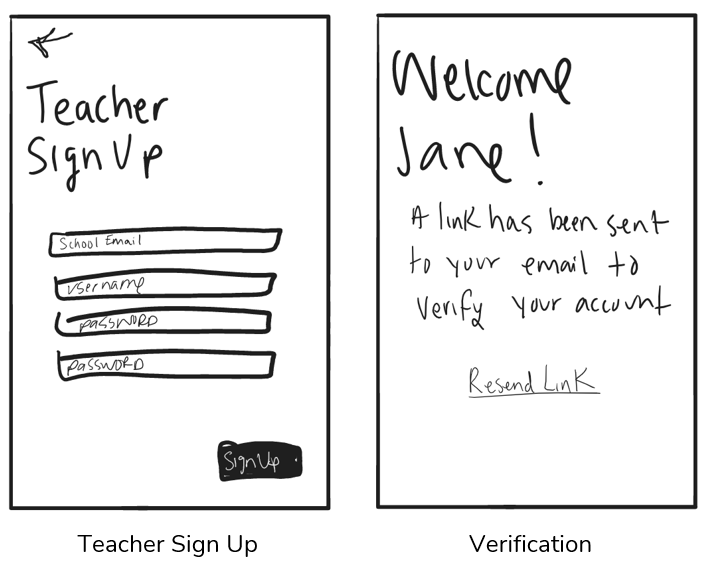 Teacher
Sign Up
School Email
username
PASSWORD
PASSWORD
Sign Up
Teacher Sign Up
Welcome
Jane!
A link has been sent
to your email to
verify your account
Resend Link
Verification